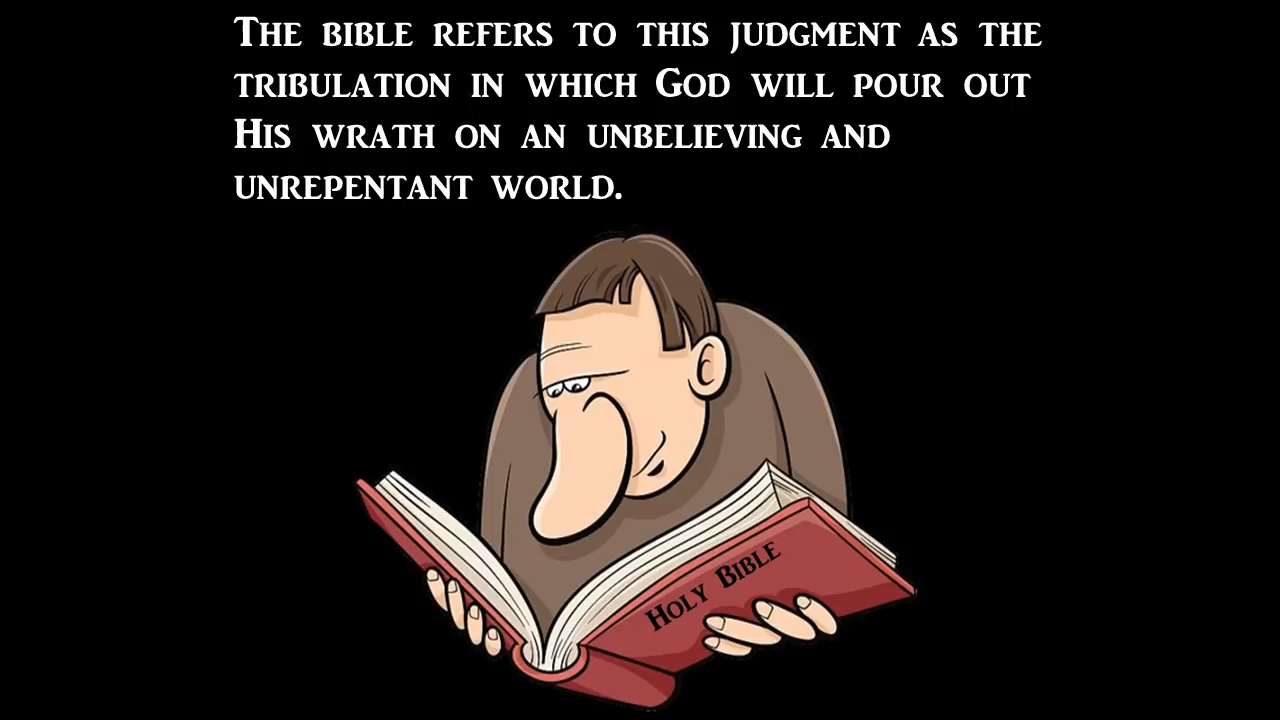 The bible refers to this judgment as the
tribulation in which God will pour out
His wrath on an unbelieving and
unrepentant world.
Holy Bible